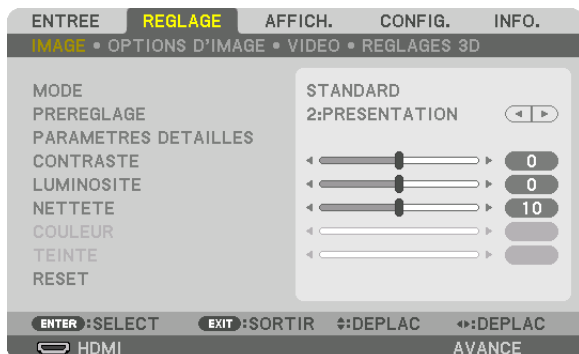 ENTREE REGLAGE AFFICH. CONFIG. INFO.
IMAGE • OPTIONS D'IMAGE • VIDEO • REGLAGES 3D
MODE STANDARD
PREREGLAGE 2:PRESENTATION
PARAMETRES DETAILLES
CONTRASTE 0
LUMINOSITE 0
NETTETE 10
COULEUR
TEINTE
RESET
ENTER :SELECT EXIT :SORTIR :DEPLAC :DEPLAC
HDMI AVANCE